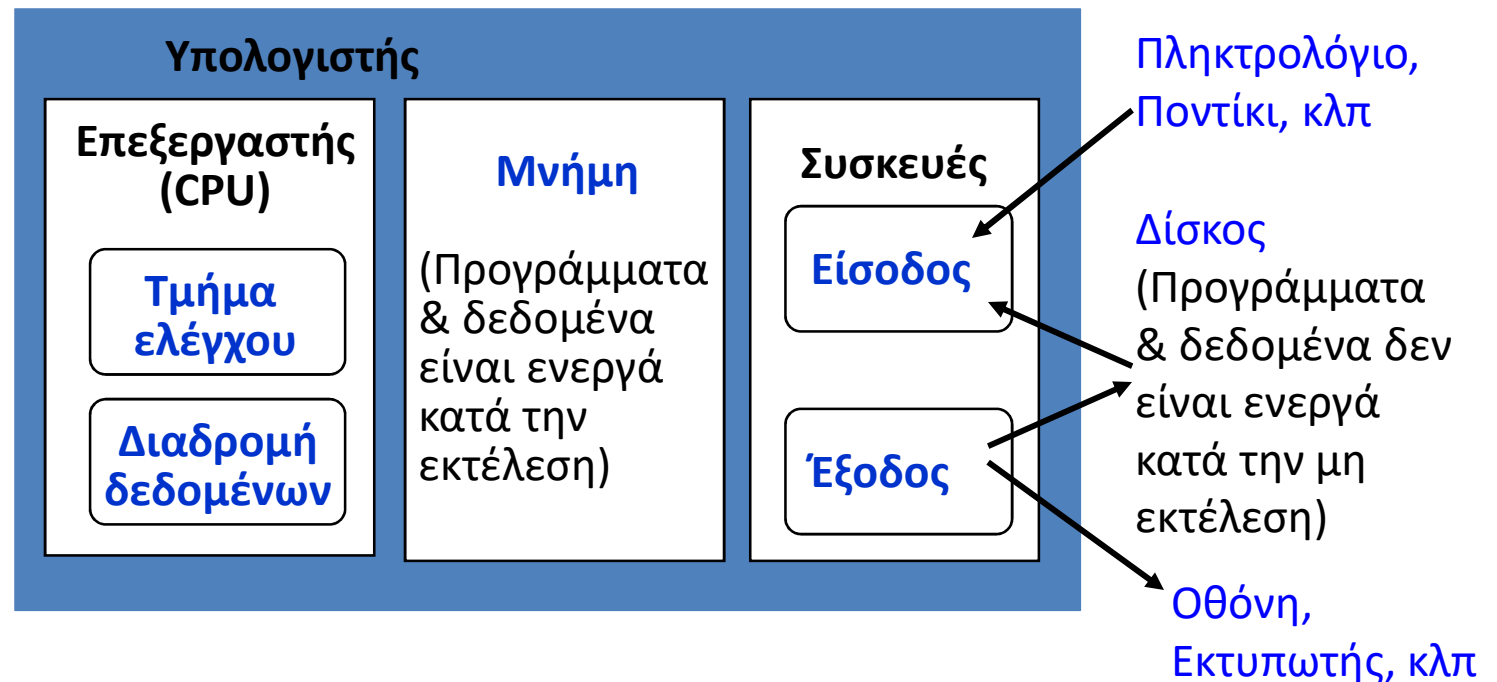 Υπολογιστής
Επεξεργαστής
(CPU)
Τμήμα
ελέγχου
Διαδρομή
δεδομένων
Μνήμη
(Προγράμματα
& δεδομένα
είναι ενεργά
κατά την
εκτέλεση)
Συσκευές
Είσοδος
Έξοδος
Πληκτρολόγιο,
Ποντίκι, κλπ
Δίσκος
(Προγράμματα
& δεδομένα δεν
είναι ενεργά
κατά την μη
εκτέλεση)
Οθόνη,
Εκτυπωτής, κλπ